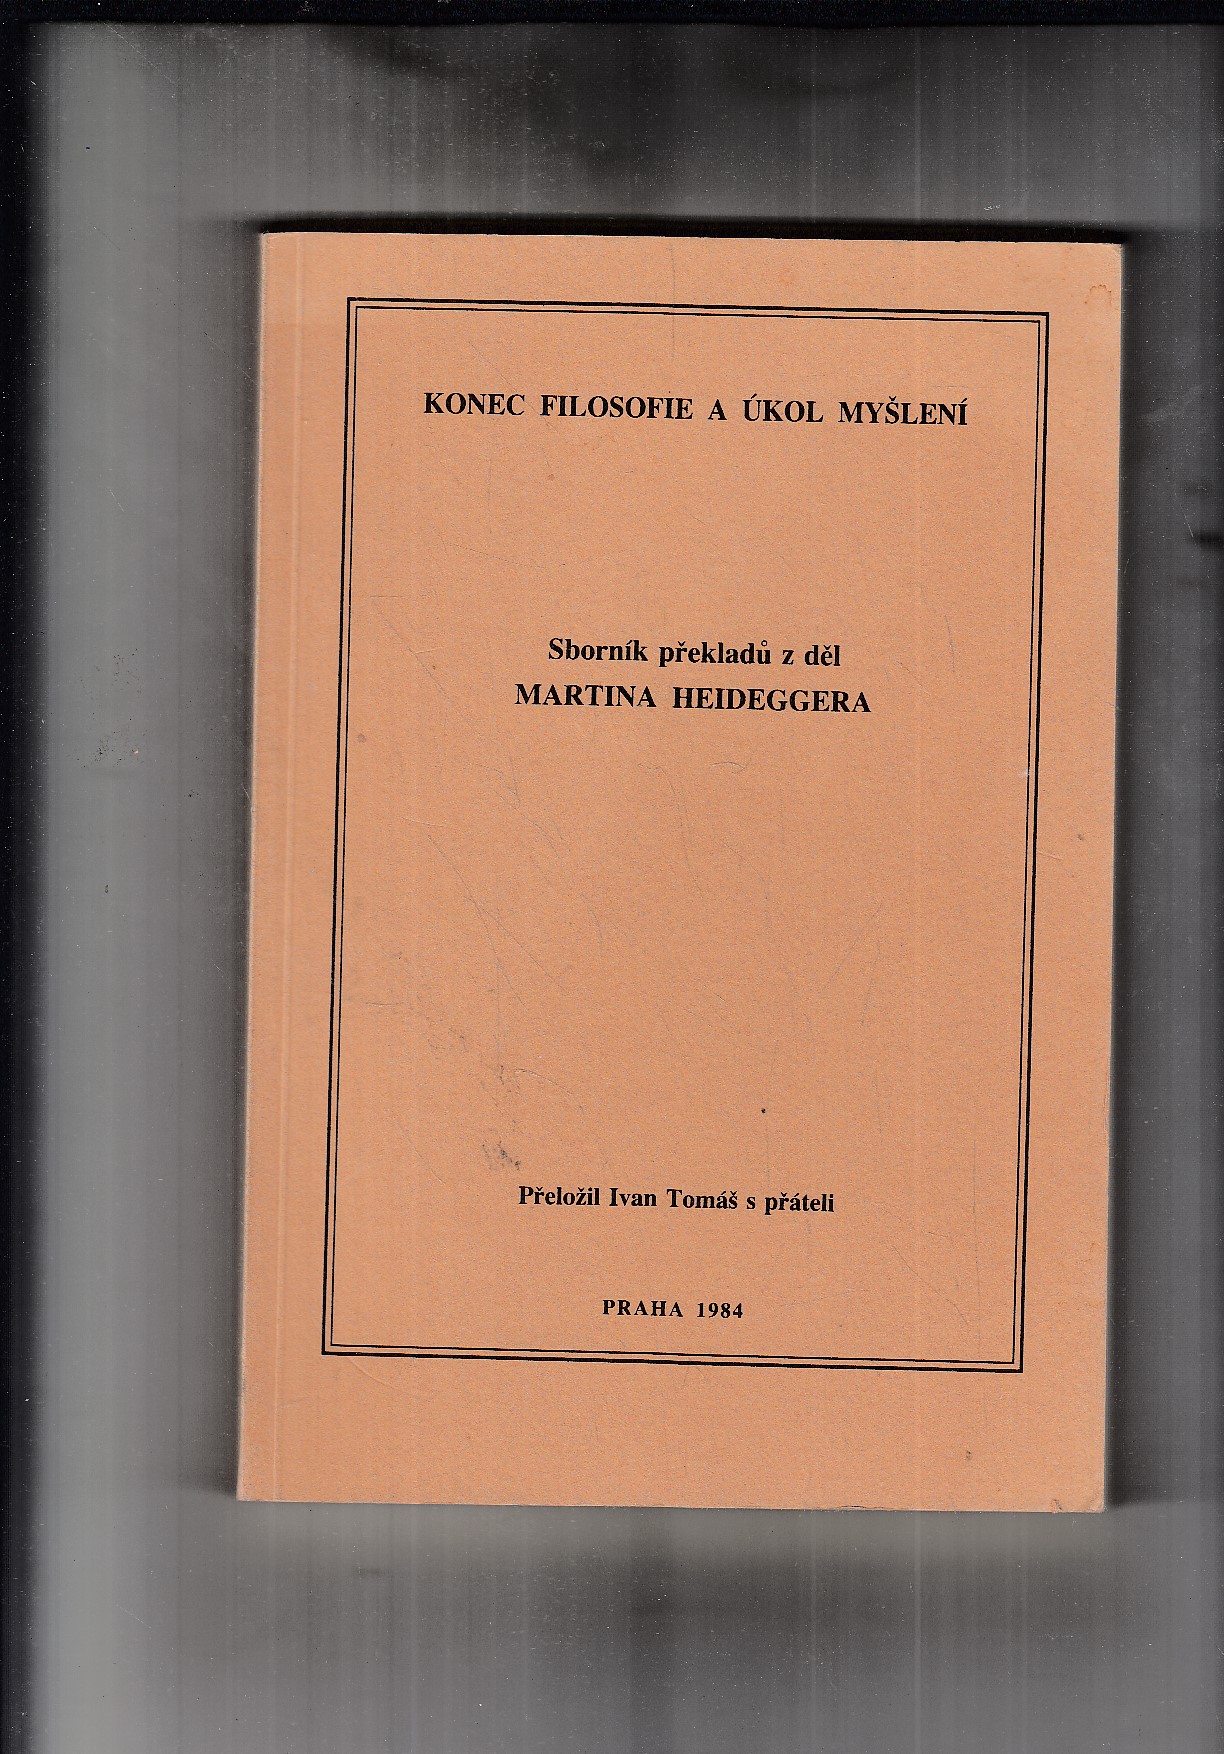 KONEC FILOSOFIE A ÚKOL MYŠLENÍ
Sborník překladů z děl
MARTINA HEIDEGGERA
Přeložil Ivan Tomáš s přáteli
PRAHA 1984